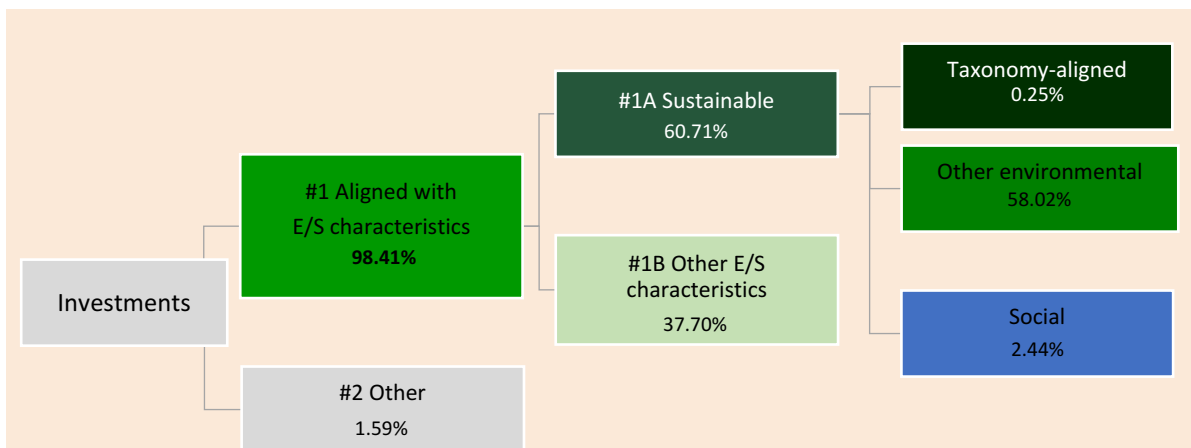 Investments
#1 Aligned with
E/S characteristics
98.41%
#2 Other
1.59%
#1A Sustainable
60.71%
#1B Other E/S
characteristics
37.70%
Taxonomy-aligned
0.25%
Other environmental
58.02%
Social
2.44%